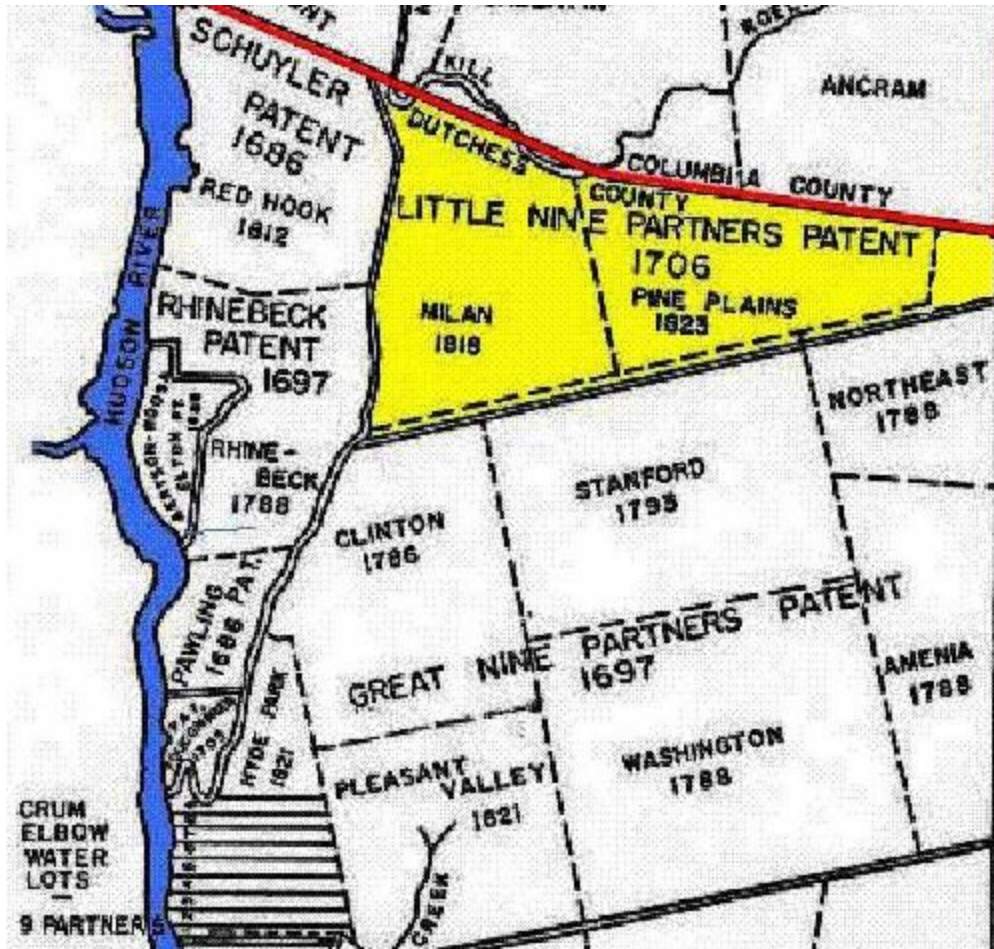 SCHUYLER
PATENT
1686
RED HOOK
1812
KILL
ANCRAM
DUTCHESS
COUNTY
COLUMBIA COUNTY
LITTLE NINE PARTNERS PATENT
1706
MILAN
1818
PINE PLAINS
1823
HUDSON RIVER
RHINEBECK
PATENT
1697
RHINE-
BECK
1788
NORTHEAST
1788
STANFORD
1793
CLINTON
1786
PAWLING
1686 PAT.
GREAT NINE PARTNERS PATENT
1697
AMENIA
1788
HYDE PARK
1821
WASHINGTON
1788
PLEASANT
VALLEY
1821
CRUM
ELBOW
WATER
LOTS
9 PARTNERS
CREEK